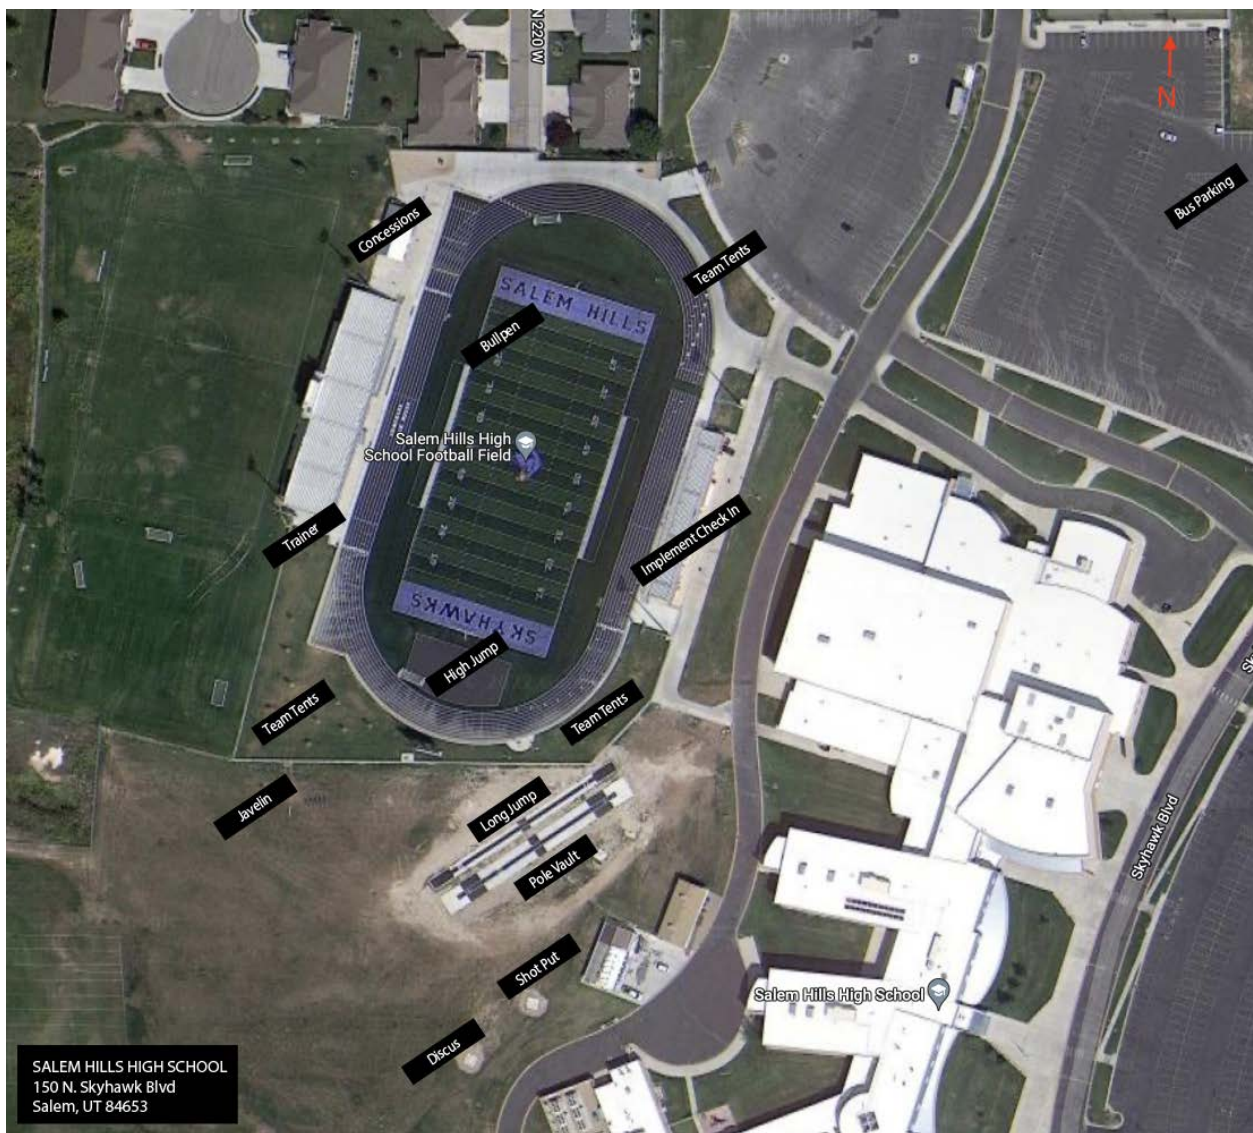 N 220 W
N
Bus Parking
Concessions
Team Tents
SALEM HILLS
Bullpen
Salem Hills High
School Football Field
Trainer
Implement Check In
SKYHAWKS
High Jump
Team Tents
Team Tents
Javelin
Long Jump
Pole Vault
Skyhawk Blvd
Shot Put
Salem Hills High School
Discus
SALEM HILLS HIGH SCHOOL
150 N. Skyhawk Blvd
Salem, UT 84653